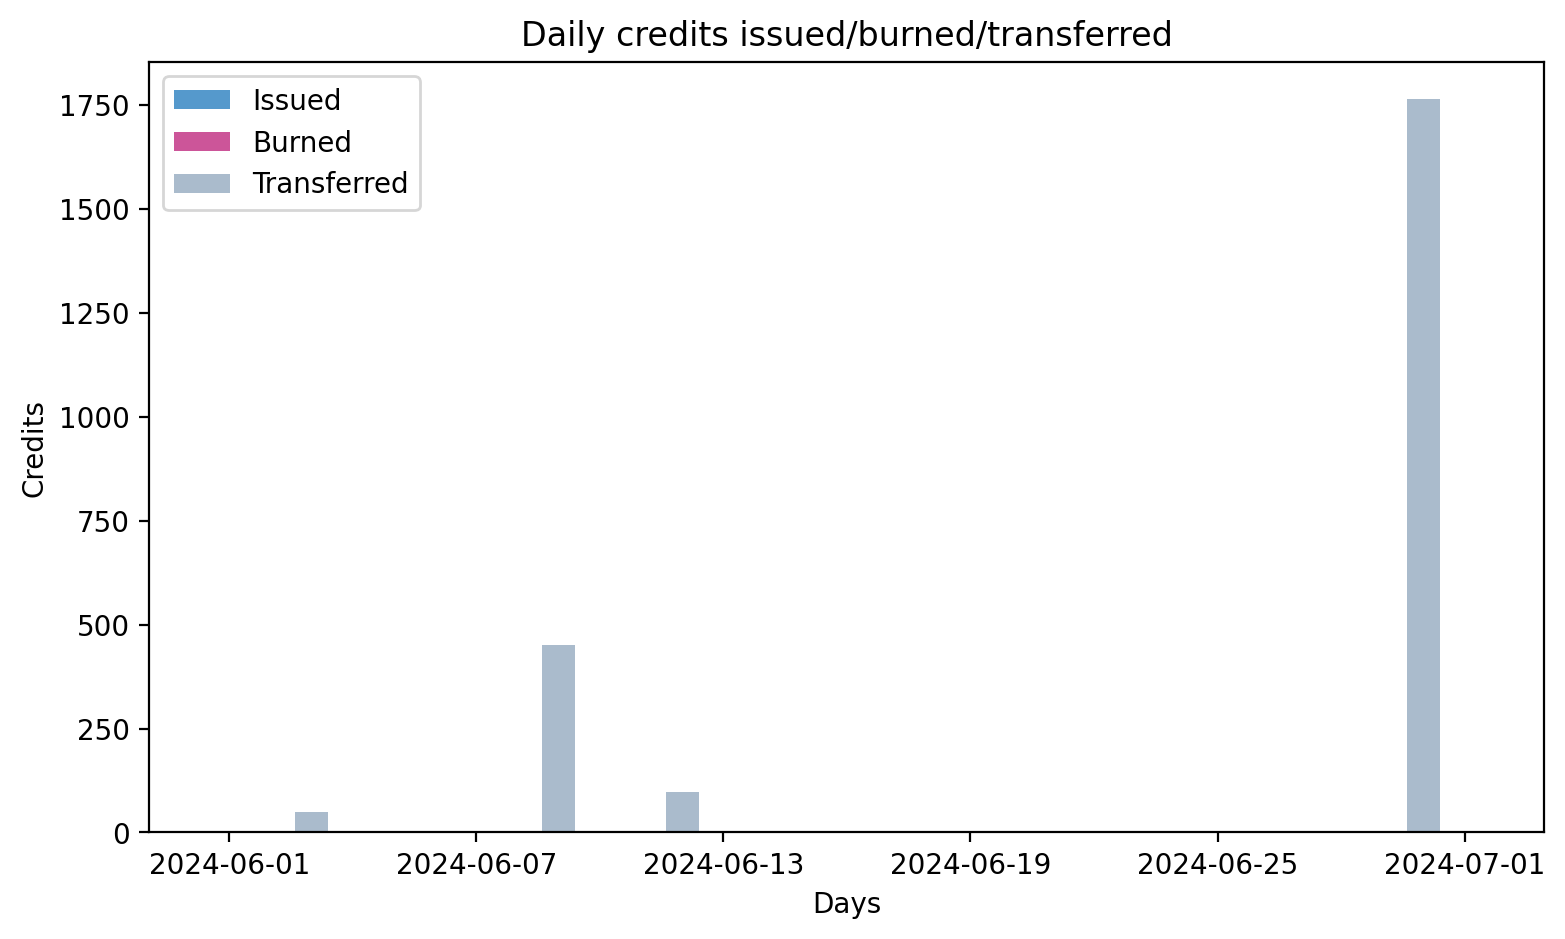 Daily credits issued/burned/transferred
Issued
Burned
Transferred
1750
1500
1250
1000
750
500
250
0
Credits
2024-06-01 2024-06-07 2024-06-13 2024-06-19 2024-06-25 2024-07-01
Days